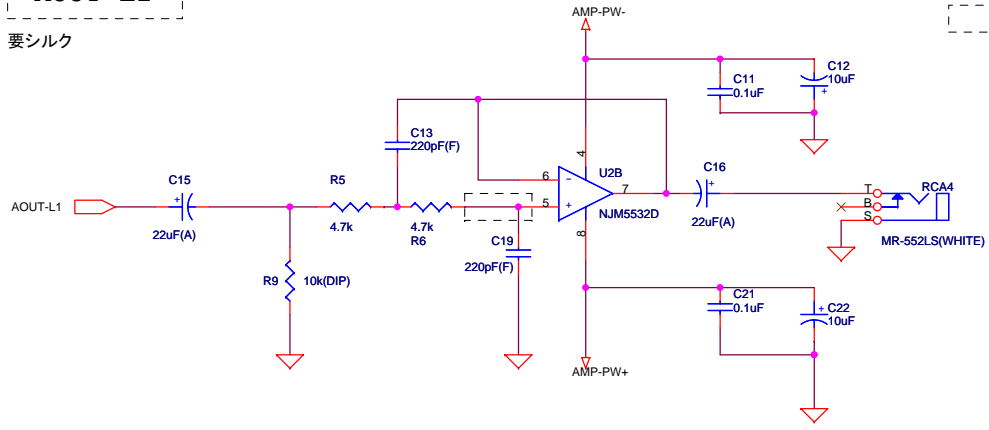 要シルク
AMP-PW-
C11
0.1uF
C12
10uF
+
C13
220pF(F)
4
U2B
C16
C15
R5
6
7
T
RCA4
AOUT-L1
+
5
+
B
S
4.7k
4.7k
R6
NJM5532D
22uF(A)
22uF(A)
C19
8
MR-552LS(WHITE)
220pF(F)
R9
10k(DIP)
C21
0.1uF
+
C22
10uF
AMP-PW+